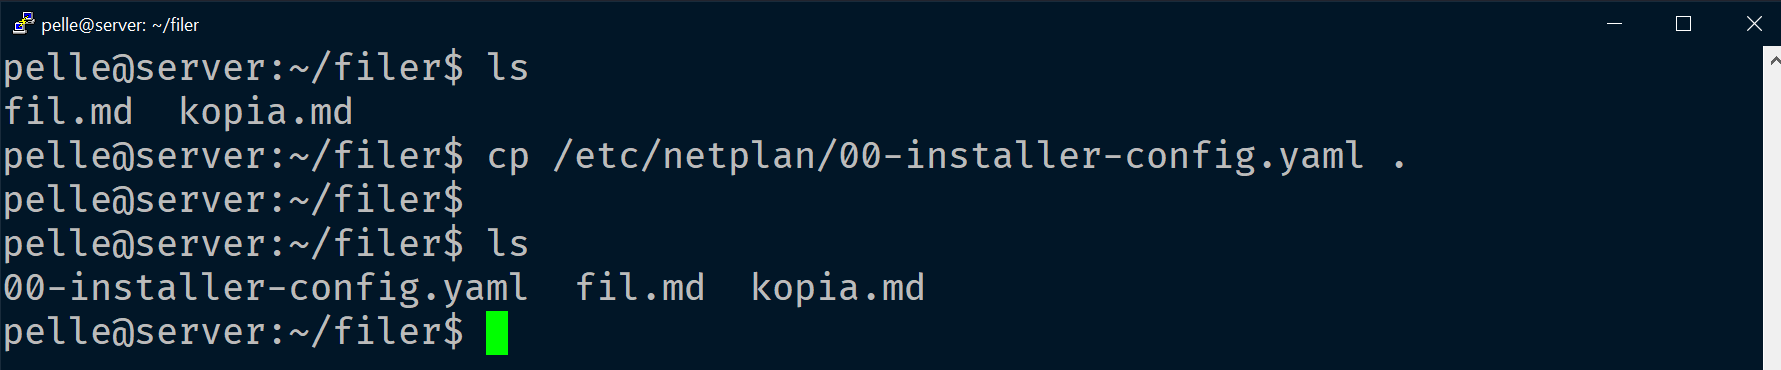 pelle@server: ~/filer
pelle@server:~/filer$ ls
fil.md  kopia.md
pelle@server:~/filer$ cp /etc/netplan/00-installer-config.yaml .
pelle@server:~/filer$
pelle@server:~/filer$ ls
00-installer-config.yaml  fil.md  kopia.md
pelle@server:~/filer$